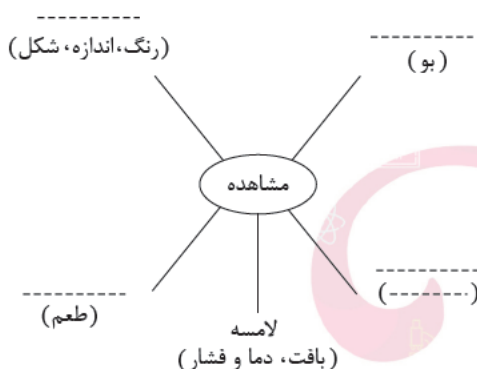 ------------
(رنگ، اندازه، شکل)
------------
(بو)
مشاهده
------------
(طعم)
لامسه
(بافت، دما و فشار)
------------
(----------)